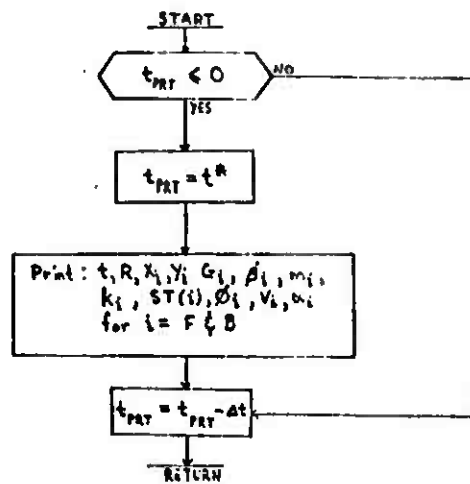 START
t_PRT ≤ 0
NO
YES
t_PRT = t*
Print : t, R, X_i, Y_i G_i, ϕ_i, m_i,
k_i, ST(i), Ø_i, V_i, α_i
for i = F & B
t_PRT = t_PRT - Δt
RETURN